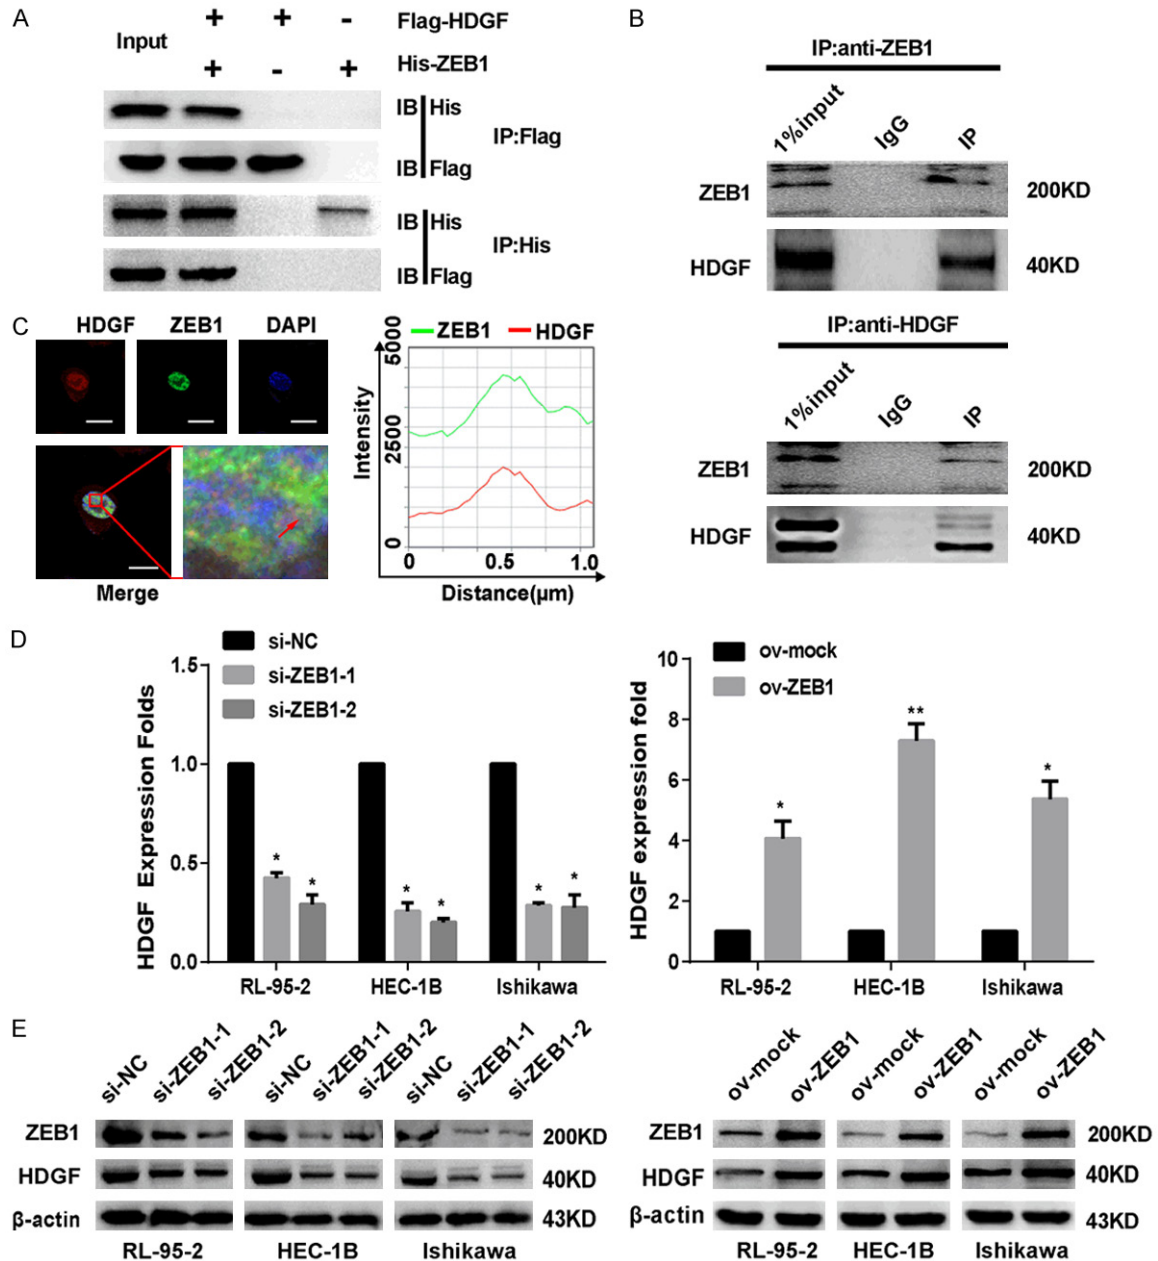 A
Input + + - Flag-HDGF
+ - + His-ZEB1
IB His
IP:Flag
IB Flag
IB His
IP:His
IB Flag
B
IP:anti-ZEB1
1%input IgG IP
ZEB1 200KD
HDGF 40KD
IP:anti-HDGF
1%input IgG IP
ZEB1 200KD
HDGF 40KD
C
HDGF ZEB1 DAPI
Merge
ZEB1 HDGF
Intensity
5000
2500
0
0 0.5 1.0
Distance(μm)
D
si-NC
si-ZEB1-1
si-ZEB1-2
HDGF Expression Folds
1.5
1.0
0.5
0.0
* * * * * *
RL-95-2 HEC-1B Ishikawa
ov-mock
ov-ZEB1
HDGF expression fold
10
8
6
4
2
0
* ** *
RL-95-2 HEC-1B Ishikawa
E
si-NC si-ZEB1-1 si-ZEB1-2 si-NC si-ZEB1-1 si-ZEB1-2 si-NC si-ZEB1-1 si-ZEB1-2
ZEB1 200KD
HDGF 40KD
β-actin 43KD
RL-95-2 HEC-1B Ishikawa
ov-mock ov-ZEB1 ov-mock ov-ZEB1 ov-mock ov-ZEB1
ZEB1 200KD
HDGF 40KD
β-actin 43KD
RL-95-2 HEC-1B Ishikawa